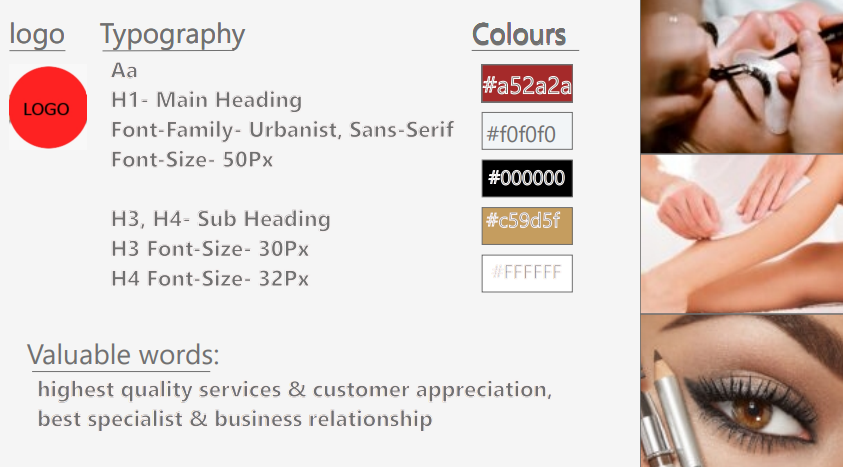 logo
Typography
Colours
LOGO
Aa
H1- Main Heading
Font-Family- Urbanist, Sans-Serif
Font-Size- 50Px
H3, H4- Sub Heading
H3 Font-Size- 30Px
H4 Font-Size- 32Px
#a52a2a
#f0f0f0
#000000
#c59d5f
#FFFFFF
Valuable words:
highest quality services & customer appreciation,
best specialist & business relationship